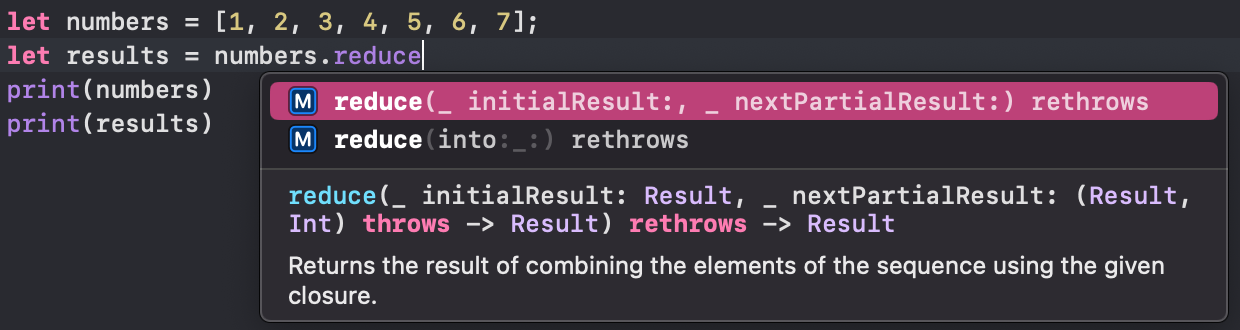 let numbers = [1, 2, 3, 4, 5, 6, 7];
let results = numbers.reduce
print(numbers)
print(results)
M reduce(_ initialResult:, _ nextPartialResult:) rethrows
M reduce(into:_:) rethrows
reduce(_ initialResult: Result, _ nextPartialResult: (Result,
Int) throws -> Result) rethrows -> Result
Returns the result of combining the elements of the sequence using the given
closure.